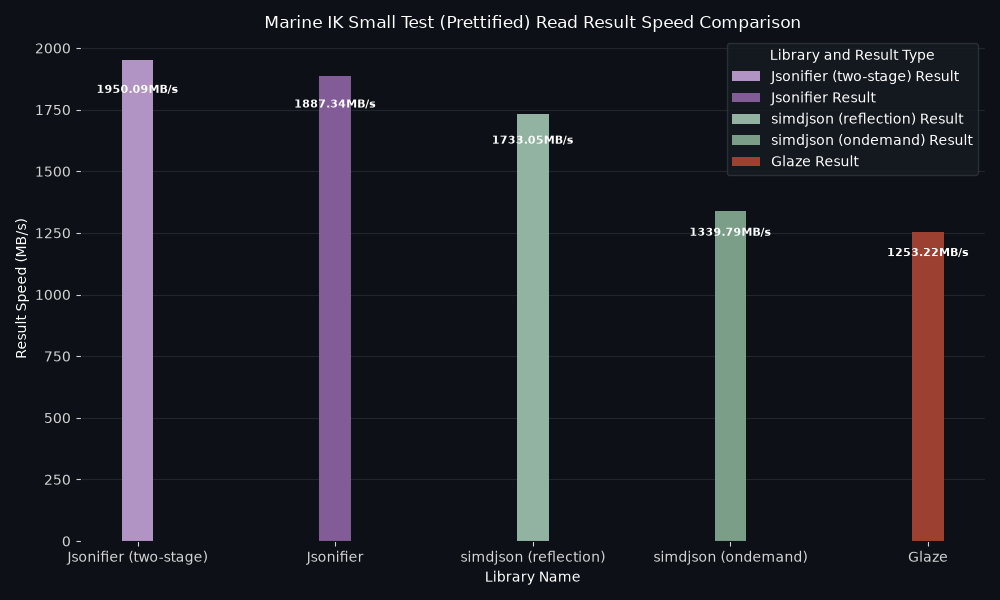 Marine IK Small Test (Prettified) Read Result Speed Comparison
Library and Result Type
Jsonifier (two-stage) Result
Jsonifier Result
simdjson (reflection) Result
simdjson (ondemand) Result
Glaze Result
2000
1750
1500
1250
1000
750
500
250
0
Result Speed (MB/s)
1950.09MB/s
1887.34MB/s
1733.05MB/s
1339.79MB/s
1253.22MB/s
Jsonifier (two-stage)
Jsonifier
simdjson (reflection)
simdjson (ondemand)
Glaze
Library Name